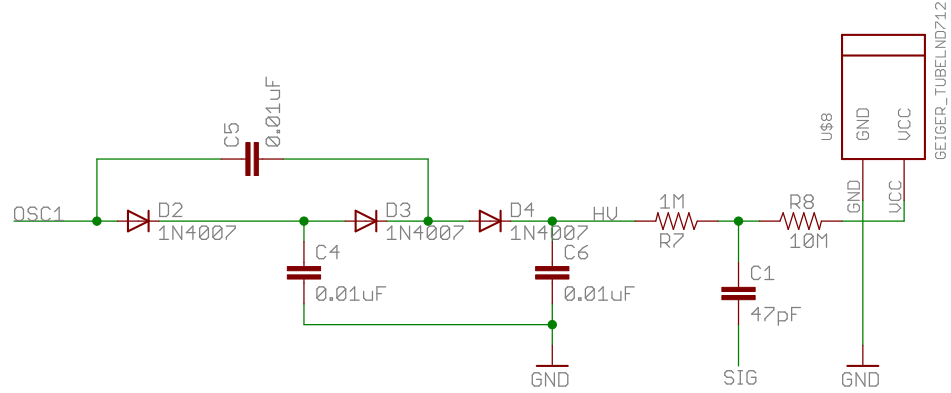 GEIGER_TUBELND712
U$8
GND
VCC
C5
0.01uF
OSC1
D2
1N4007
D3
1N4007
D4
1N4007
HV
1M
R7
R8
10M
GND
VCC
C4
0.01uF
C6
0.01uF
C1
47pF
GND
SIG
GND